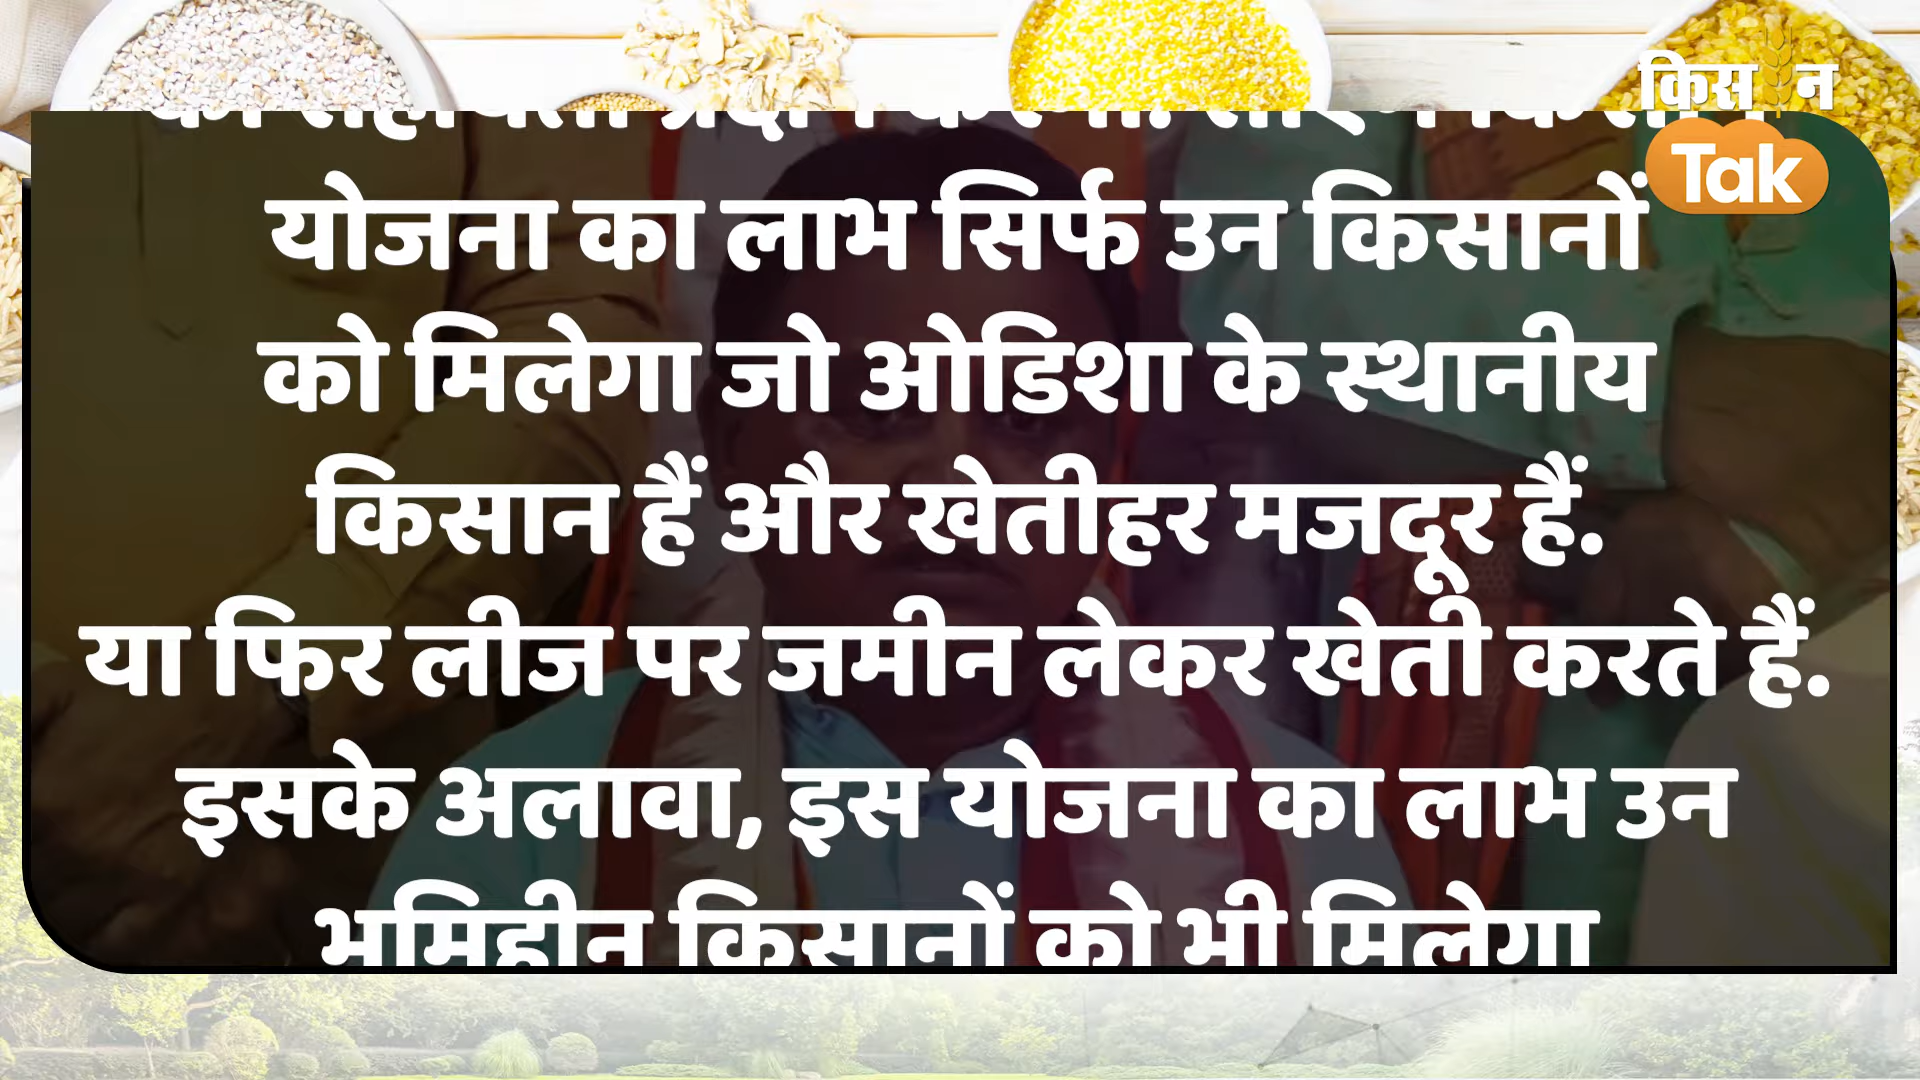 किसान
Tak
योजना का लाभ सिर्फ उन किसानों
को मिलेगा जो ओडिशा के स्थानीय
किसान हैं और खेतीहर मजदूर हैं.
या फिर लीज पर जमीन लेकर खेती करते हैं.
इसके अलावा, इस योजना का लाभ उन
भूमिहीन किसानों को भी मिलेगा